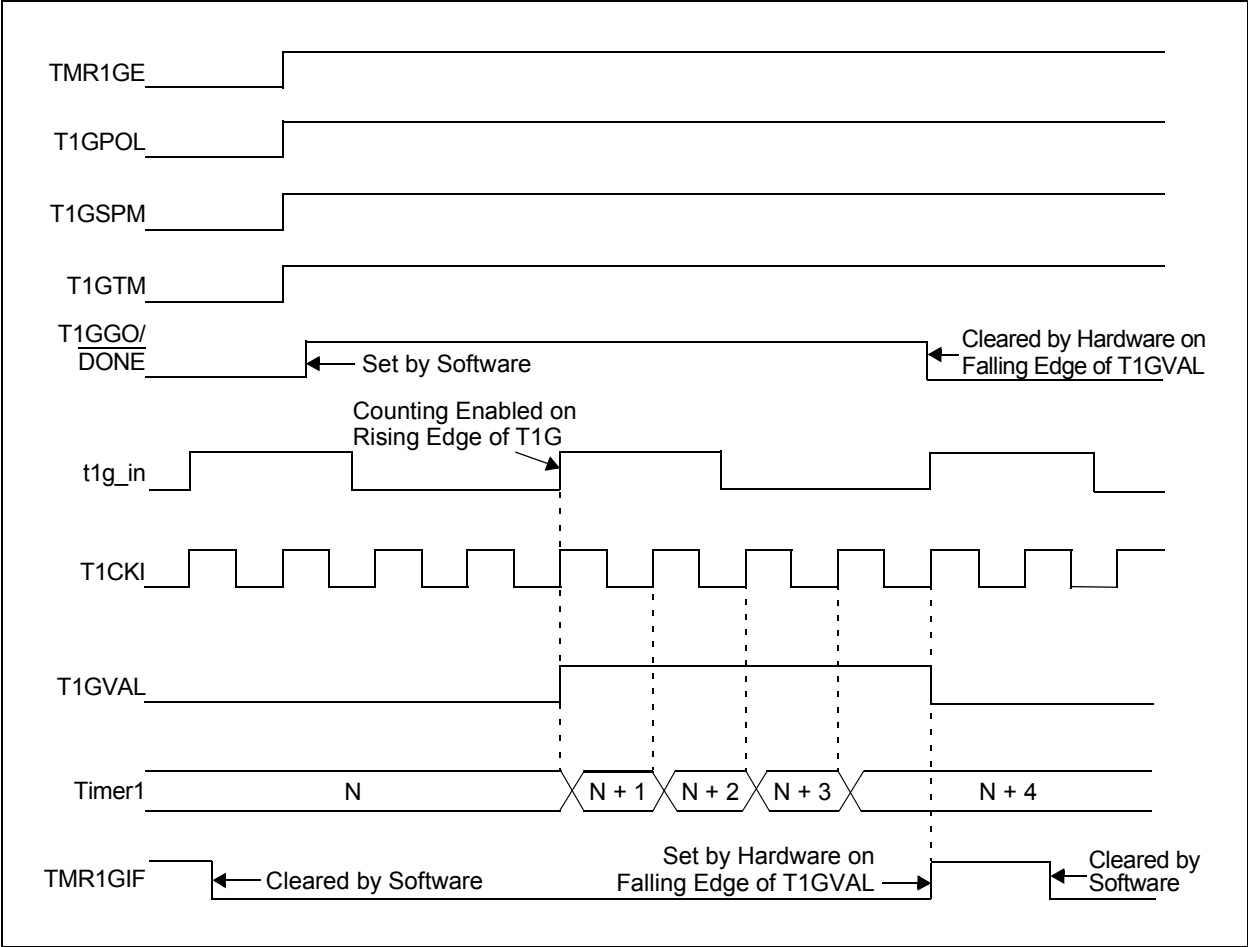 TMR1GE
T1GPOL
T1GSPM
T1GTM
T1GGO/
DONE
Set by Software
Cleared by Hardware on
Falling Edge of T1GVAL
Counting Enabled on
Rising Edge of T1G
t1g_in
T1CKI
T1GVAL
Timer1
N
N + 1
N + 2
N + 3
N + 4
TMR1GIF
Cleared by Software
Set by Hardware on
Falling Edge of T1GVAL
Cleared by
Software